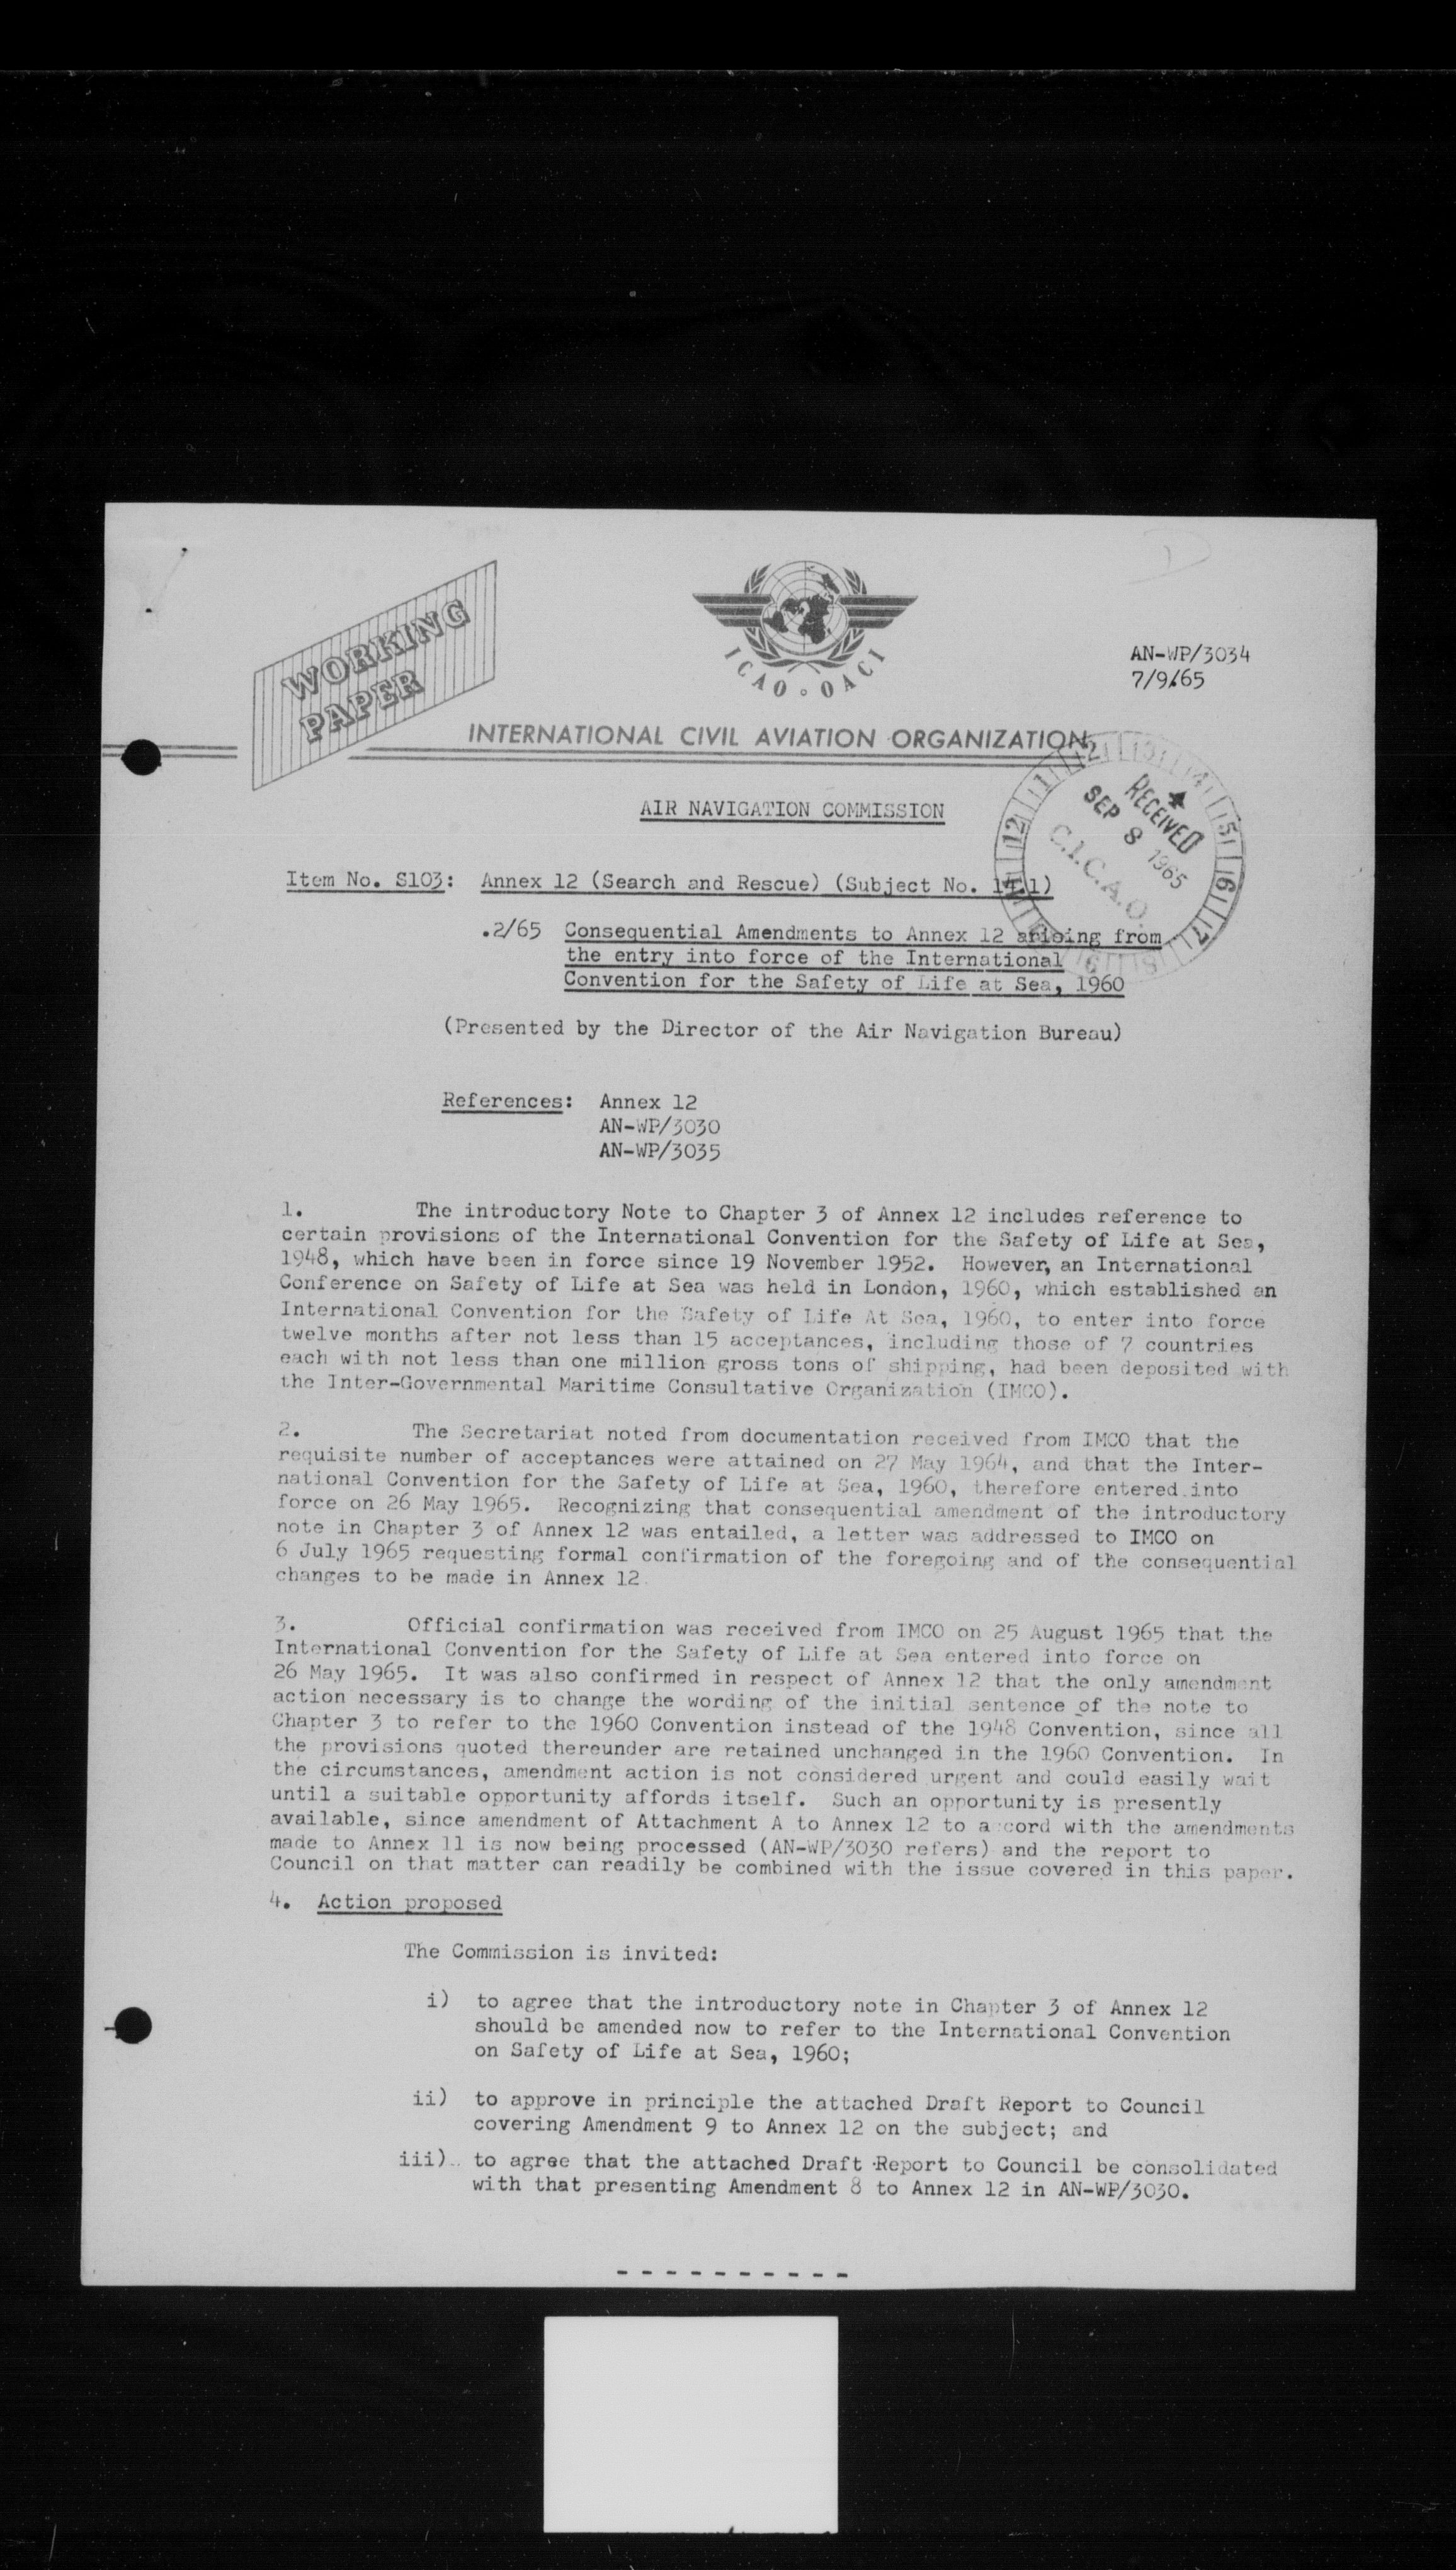 WORKING
PAPER
ICAO · OACI
AN-WP/3034
7/9/65
INTERNATIONAL CIVIL AVIATION ORGANIZATION
RECEIVED
SEP 8 1965
C.I.C.A.O.
AIR NAVIGATION COMMISSION
Item No. S103: Annex 12 (Search and Rescue) (Subject No. 14.1)
.2/65 Consequential Amendments to Annex 12 arising from
the entry into force of the International
Convention for the Safety of Life at Sea, 1960
(Presented by the Director of the Air Navigation Bureau)
References: Annex 12
AN-WP/3030
AN-WP/3035
1. The introductory Note to Chapter 3 of Annex 12 includes reference to
certain provisions of the International Convention for the Safety of Life at Sea,
1948, which have been in force since 19 November 1952. However, an International
Conference on Safety of Life at Sea was held in London, 1960, which established an
International Convention for the Safety of Life At Sea, 1960, to enter into force
twelve months after not less than 15 acceptances, including those of 7 countries
each with not less than one million gross tons of shipping, had been deposited with
the Inter-Governmental Maritime Consultative Organization (IMCO).
2. The Secretariat noted from documentation received from IMCO that the
requisite number of acceptances were attained on 27 May 1964, and that the Inter-
national Convention for the Safety of Life at Sea, 1960, therefore entered into
force on 26 May 1965. Recognizing that consequential amendment of the introductory
note in Chapter 3 of Annex 12 was entailed, a letter was addressed to IMCO on
6 July 1965 requesting formal confirmation of the foregoing and of the consequential
changes to be made in Annex 12.
3. Official confirmation was received from IMCO on 25 August 1965 that the
International Convention for the Safety of Life at Sea entered into force on
26 May 1965. It was also confirmed in respect of Annex 12 that the only amendment
action necessary is to change the wording of the initial sentence of the note to
Chapter 3 to refer to the 1960 Convention instead of the 1948 Convention, since all
the provisions quoted thereunder are retained unchanged in the 1960 Convention. In
the circumstances, amendment action is not considered urgent and could easily wait
until a suitable opportunity affords itself. Such an opportunity is presently
available, since amendment of Attachment A to Annex 12 to accord with the amendments
made to Annex 11 is now being processed (AN-WP/3030 refers) and the report to
Council on that matter can readily be combined with the issue covered in this paper.
4. Action proposed
The Commission is invited:
i) to agree that the introductory note in Chapter 3 of Annex 12
should be amended now to refer to the International Convention
on Safety of Life at Sea, 1960;
ii) to approve in principle the attached Draft Report to Council
covering Amendment 9 to Annex 12 on the subject; and
iii) to agree that the attached Draft Report to Council be consolidated
with that presenting Amendment 8 to Annex 12 in AN-WP/3030.